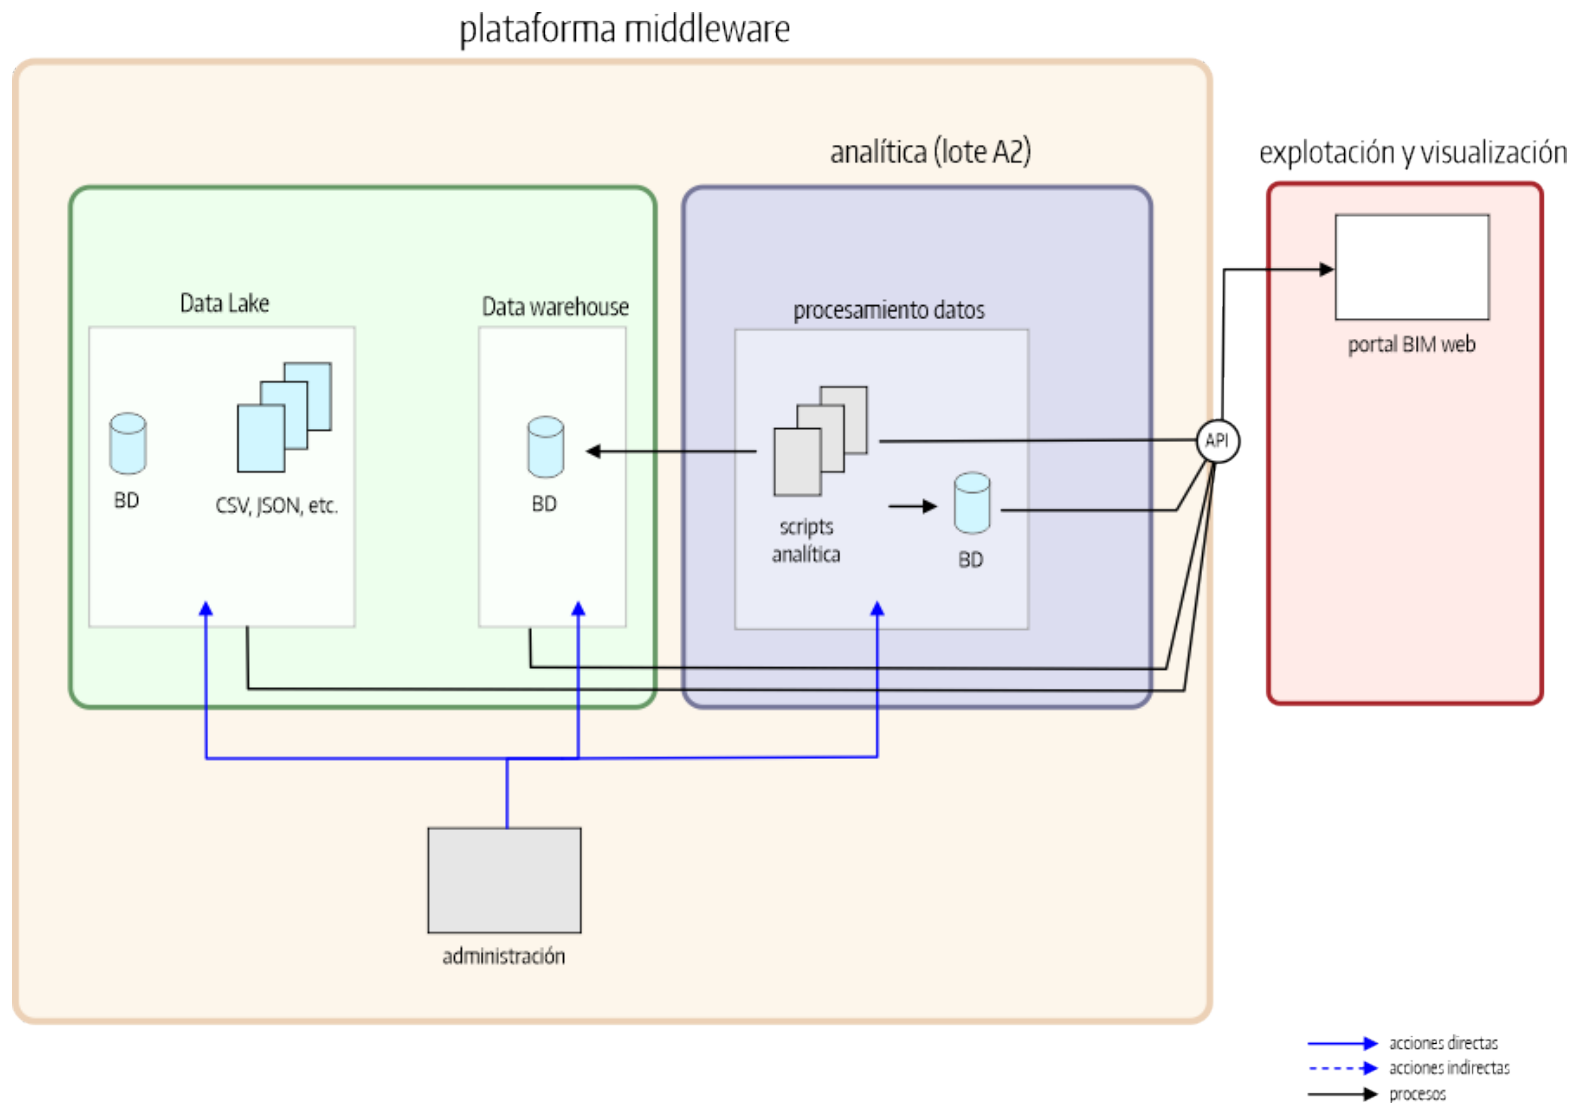 plataforma middleware
analítica (lote A2)
explotación y visualización
Data Lake
Data warehouse
procesamiento datos
portal BIM web
API
BD
CSV, JSON, etc.
BD
scripts
analítica
BD
administración
acciones directas
acciones indirectas
procesos